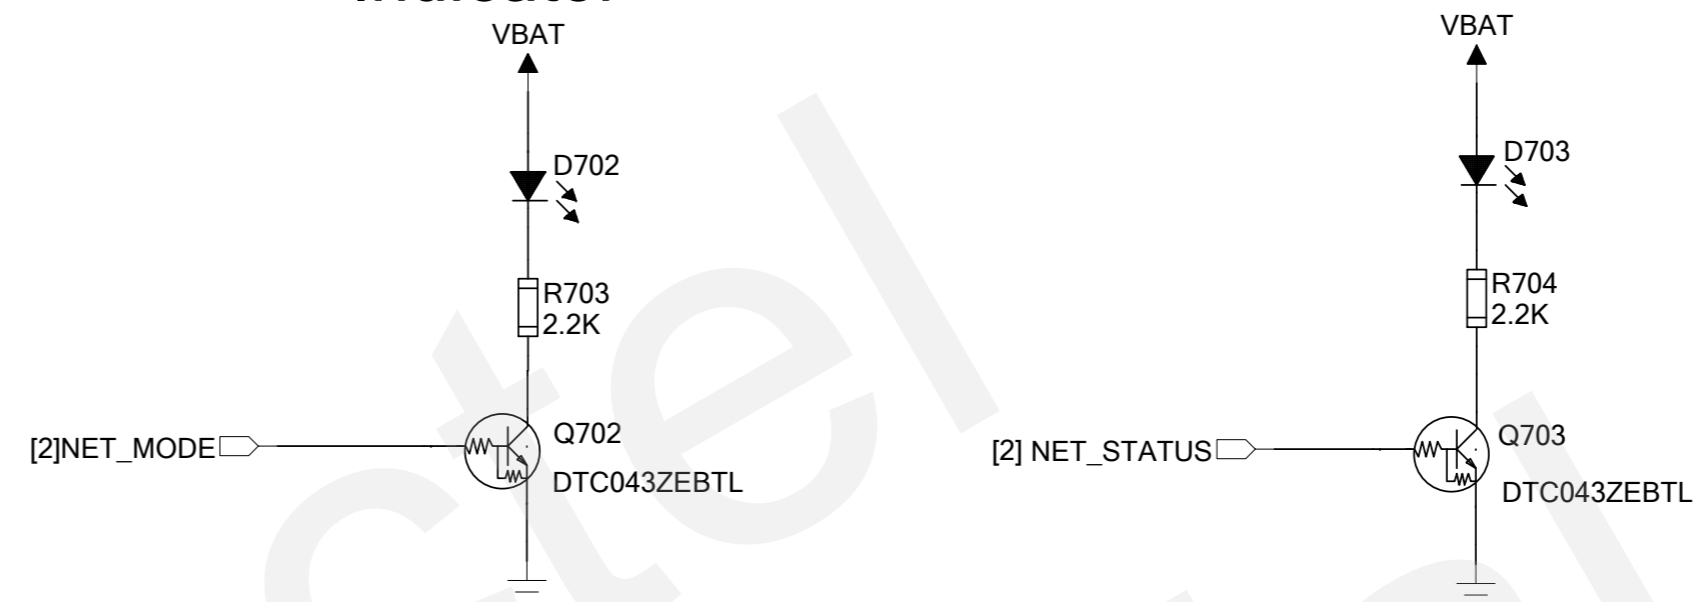 VBAT
D702
R703
2.2K
[2]NET_MODE
Q702
DTC043ZEBTL
VBAT
D703
R704
2.2K
[2] NET_STATUS
Q703
DTC043ZEBTL